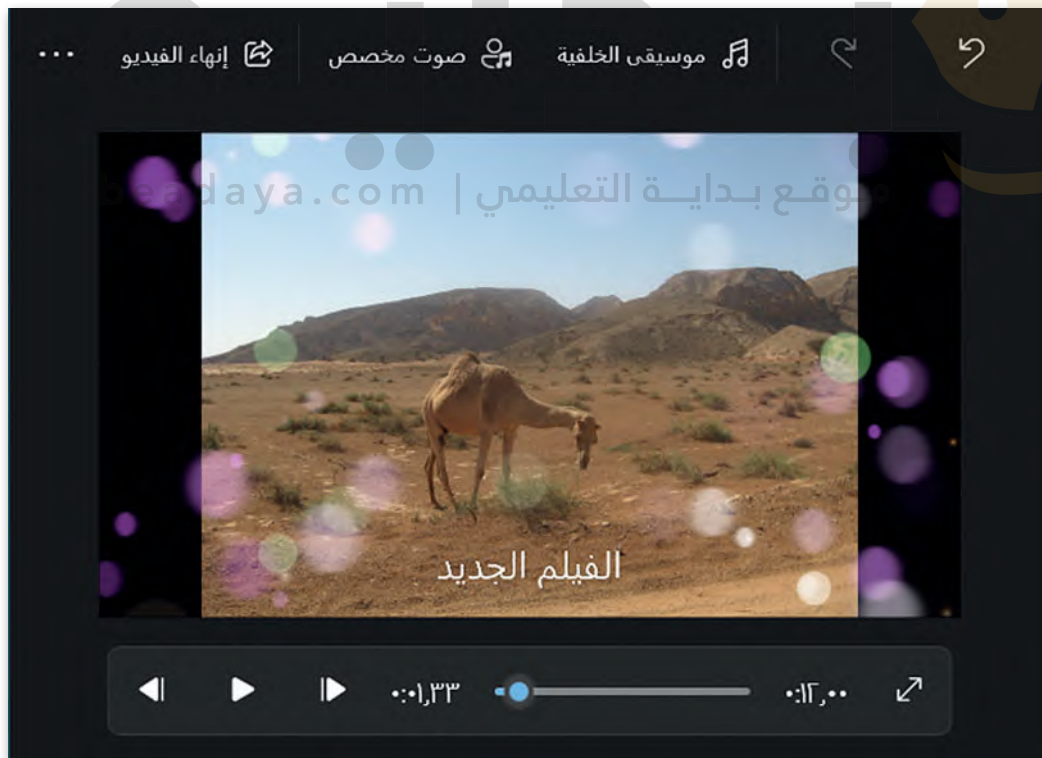 موسيقى الخلفية صوت مخصص إنهاء الفيديو ...
موقع بداية التعليمي | beadaya.com
الفيلم الجديد
٠:٠١,٣٣ ٠:١٢,٠٠